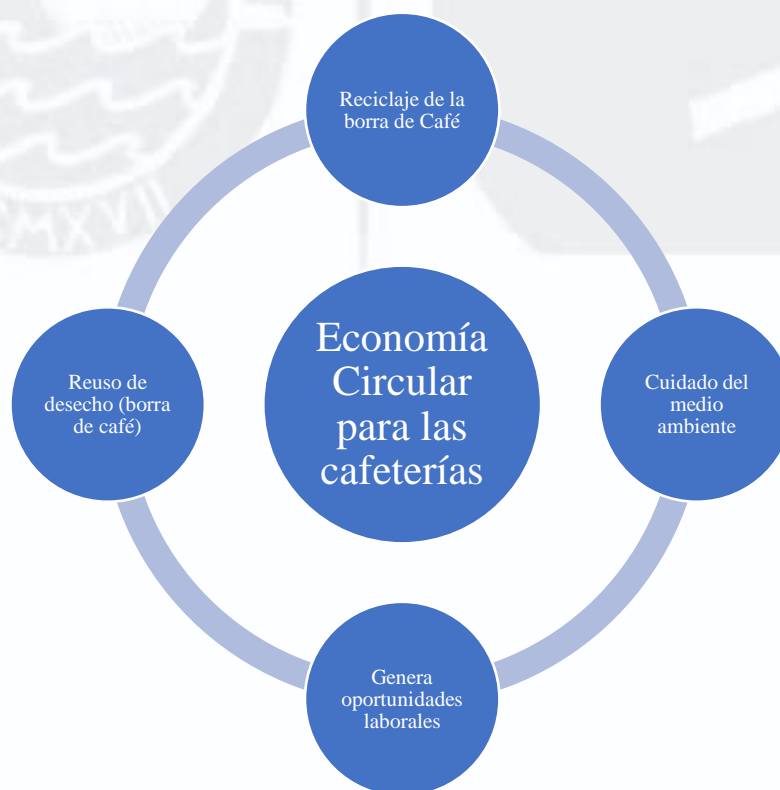 Reciclaje de la
borra de Café
Economía
Circular
para las
cafeterías
Reuso de
desecho (borra
de café)
Cuidado del
medio
ambiente
Genera
oportunidades
laborales